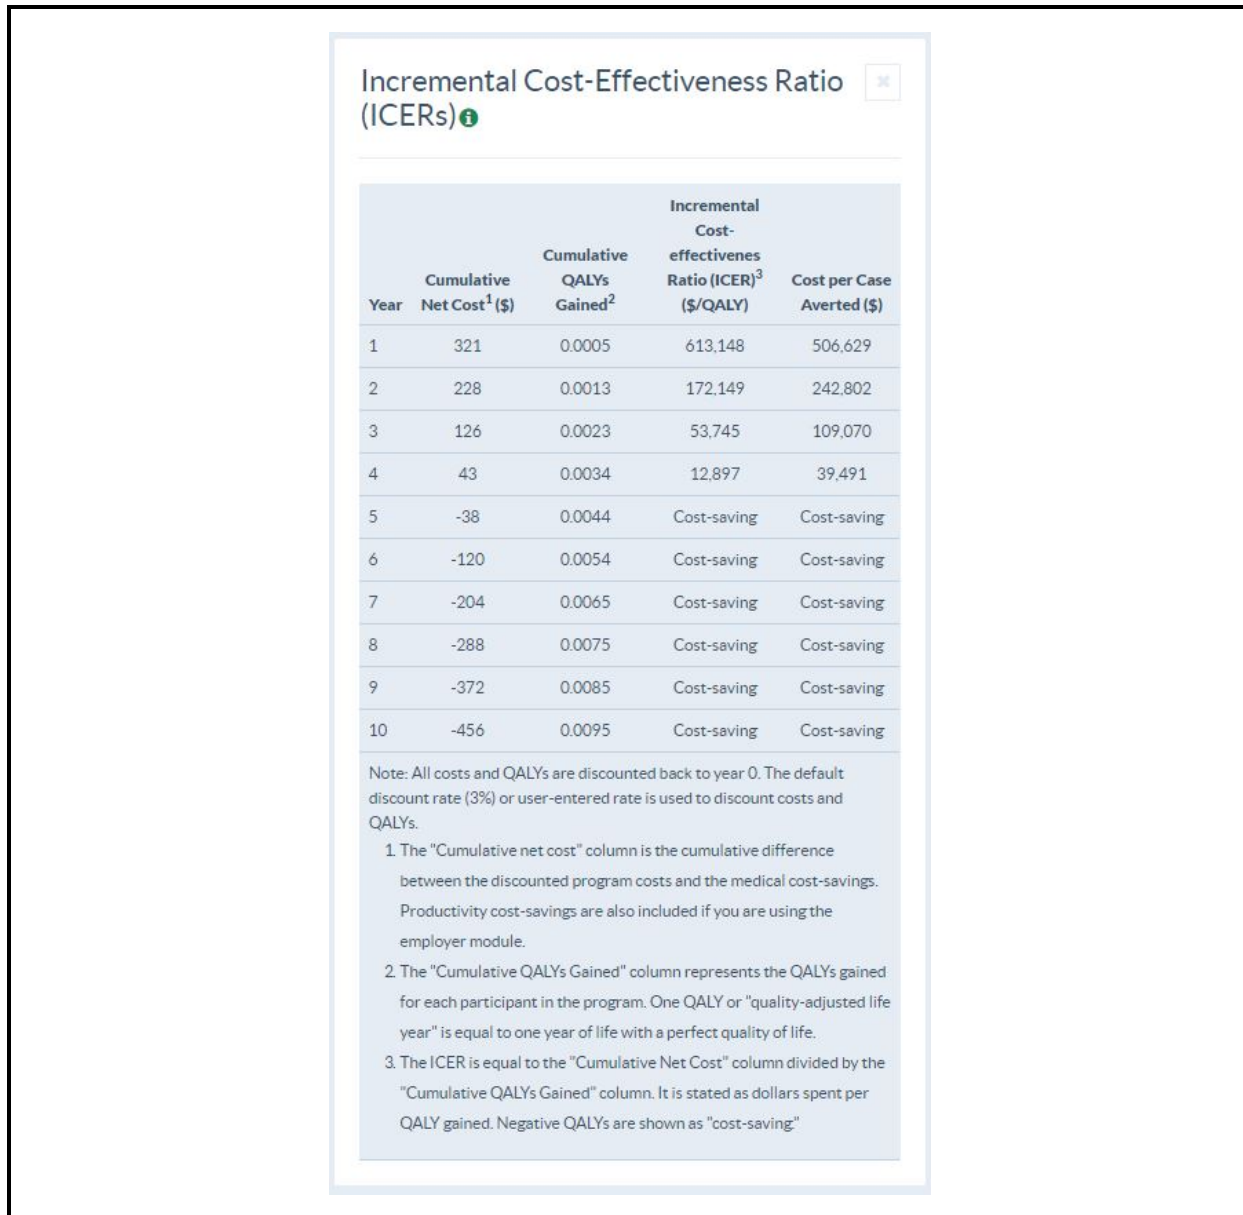 Incremental Cost-Effectiveness Ratio
(ICERs)
Incremental
Cost-
Cumulative effectivenes
Cumulative QALYs Ratio (ICER)3 Cost per Case
Year Net Cost1 ($) Gained2 ($/QALY) Averted ($)
1 321 0.0005 613,148 506,629
2 228 0.0013 172,149 242,802
3 126 0.0023 53,745 109,070
4 43 0.0034 12,897 39,491
5 -38 0.0044 Cost-saving Cost-saving
6 -120 0.0054 Cost-saving Cost-saving
7 -204 0.0065 Cost-saving Cost-saving
8 -288 0.0075 Cost-saving Cost-saving
9 -372 0.0085 Cost-saving Cost-saving
10 -456 0.0095 Cost-saving Cost-saving
Note: All costs and QALYs are discounted back to year 0. The default
discount rate (3%) or user-entered rate is used to discount costs and
QALYs.
1. The "Cumulative net cost" column is the cumulative difference
between the discounted program costs and the medical cost-savings.
Productivity cost-savings are also included if you are using the
employer module.
2. The "Cumulative QALYs Gained" column represents the QALYs gained
for each participant in the program. One QALY or "quality-adjusted life
year" is equal to one year of life with a perfect quality of life.
3. The ICER is equal to the "Cumulative Net Cost" column divided by the
"Cumulative QALYs Gained" column. It is stated as dollars spent per
QALY gained. Negative QALYs are shown as "cost-saving."